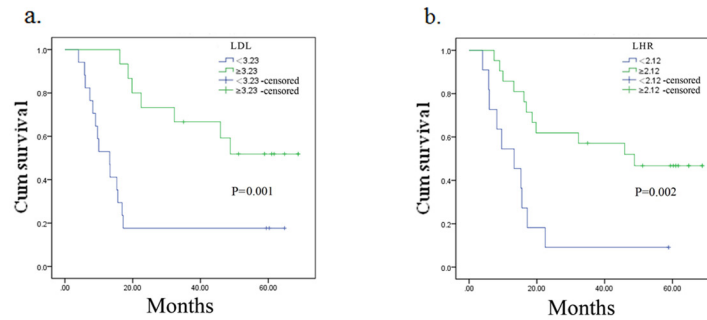 a.
LDL
<3.23
≥3.23
<3.23 -censored
≥3.23 -censored
1.0
0.8
0.6
0.4
0.2
0.0
Cum survival
P=0.001
.00 20.00 40.00 60.00
Months
b.
LHR
<2.12
≥2.12
<2.12 -censored
≥2.12 -censored
1.0
0.8
0.6
0.4
0.2
0.0
Cum survival
P=0.002
.00 20.00 40.00 60.00
Months